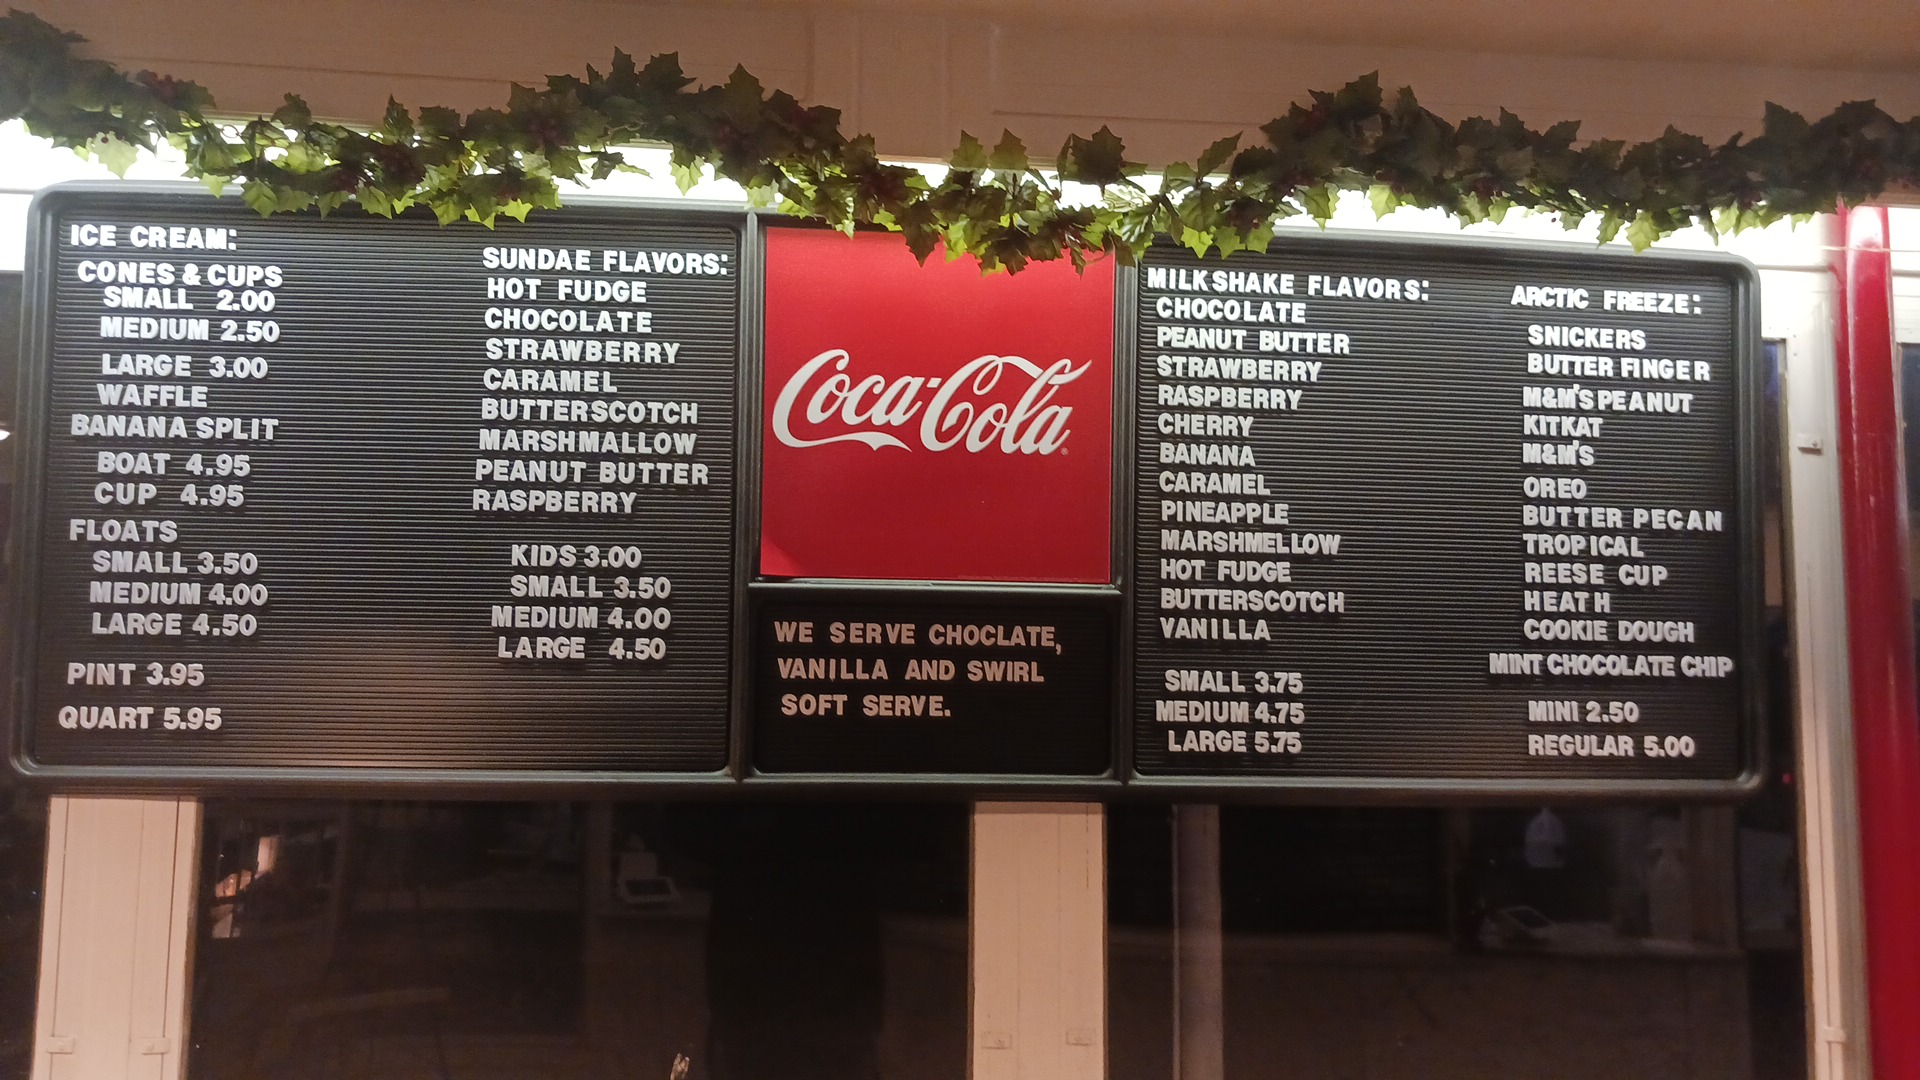 ICE CREAM:
CONES & CUPS
SMALL 2.00
MEDIUM 2.50
LARGE 3.00
WAFFLE
BANANA SPLIT
BOAT 4.95
CUP 4.95
FLOATS
SMALL 3.50
MEDIUM 4.00
LARGE 4.50
PINT 3.95
QUART 5.95
SUNDAE FLAVORS:
HOT FUDGE
CHOCOLATE
STRAWBERRY
CARAMEL
BUTTERSCOTCH
MARSHMALLOW
PEANUT BUTTER
RASPBERRY
KIDS 3.00
SMALL 3.50
MEDIUM 4.00
LARGE 4.50
Coca-Cola
WE SERVE CHOCLATE,
VANILLA AND SWIRL
SOFT SERVE.
MILKSHAKE FLAVORS:
CHOCOLATE
PEANUT BUTTER
STRAWBERRY
RASPBERRY
CHERRY
BANANA
CARAMEL
PINEAPPLE
MARSHMELLOW
HOT FUDGE
BUTTERSCOTCH
VANILLA
SMALL 3.75
MEDIUM 4.75
LARGE 5.75
ARCTIC FREEZE:
SNICKERS
BUTTER FINGER
M&M'S PEANUT
KITKAT
M&M'S
OREO
BUTTER PECAN
TROPICAL
REESE CUP
HEATH
COOKIE DOUGH
MINT CHOCOLATE CHIP
MINI 2.50
REGULAR 5.00